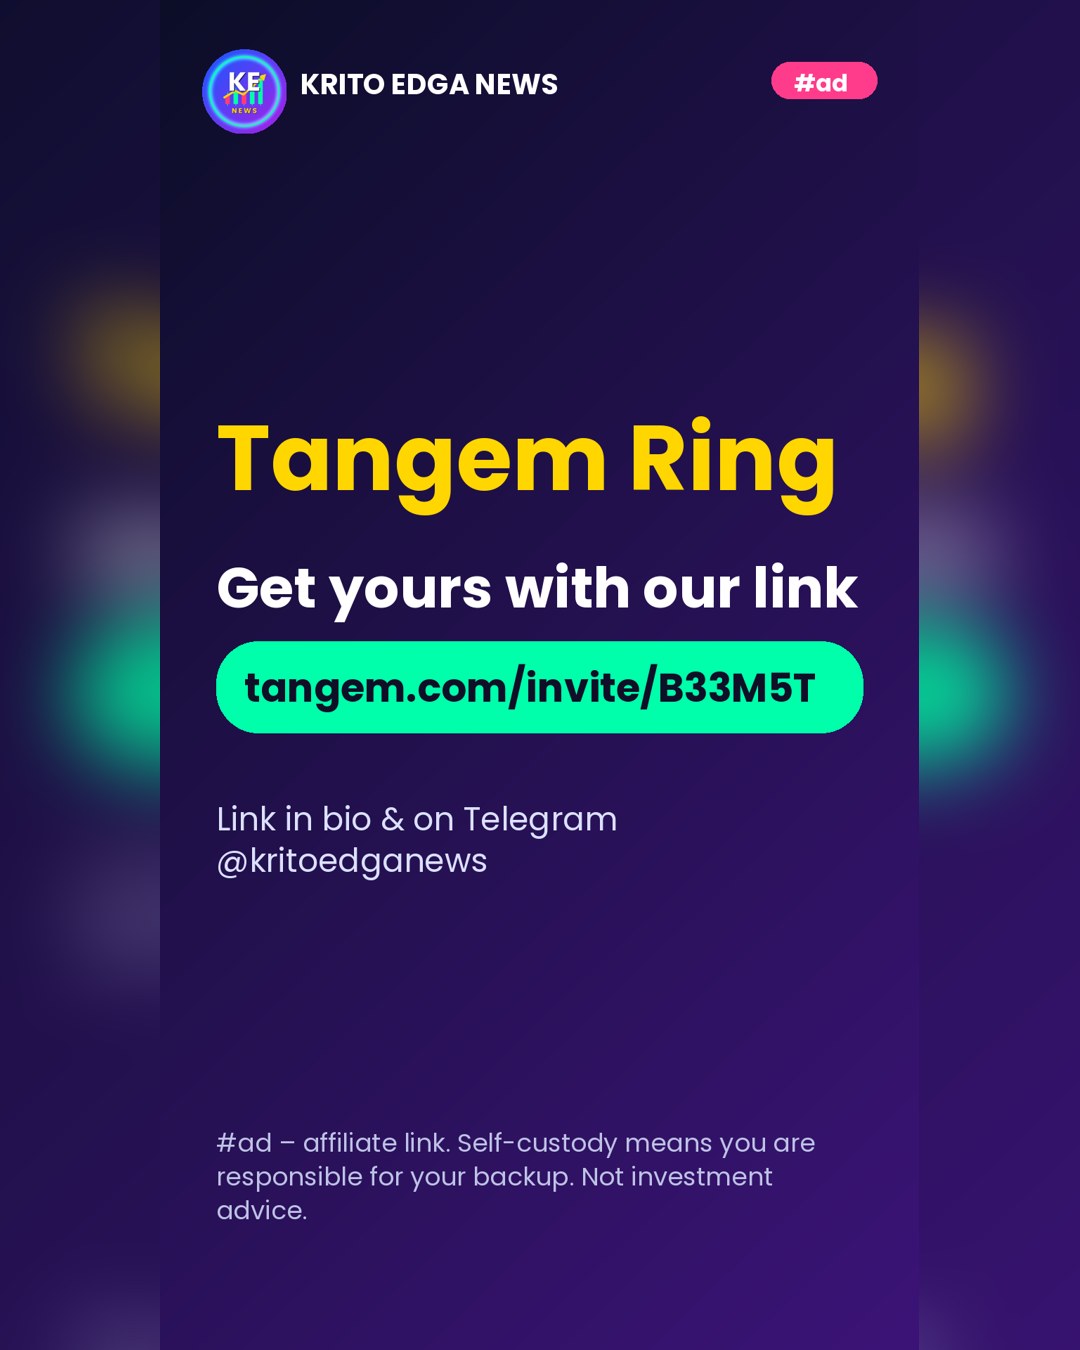 KE
NEWS
KRITO EDGA NEWS
#ad
Tangem Ring
Get yours with our link
tangem.com/invite/B33M5T
Link in bio & on Telegram
@kritoedganews
#ad – affiliate link. Self-custody means you are
responsible for your backup. Not investment
advice.